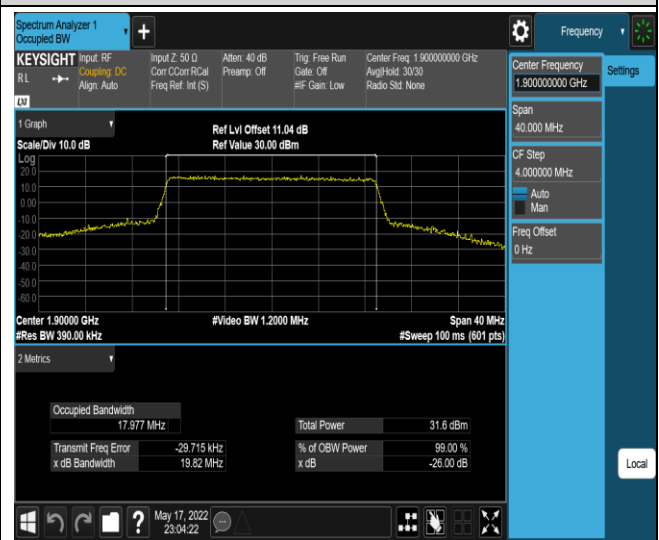 Spectrum Analyzer 1
Occupied BW
Frequency
KEYSIGHT
RL
LXI
Input: RF
Coupling: DC
Align: Auto
Input Z: 50 Ω
Corr CCorr RCal
Freq Ref: Int (S)
Atten: 40 dB
Preamp: Off
Trig: Free Run
Gate: Off
#IF Gain: Low
Center Freq: 1.900000000 GHz
Avg|Hold: 30/30
Radio Std: None
Center Frequency
1.900000000 GHz
Settings
Span
40.000 MHz
CF Step
4.000000 MHz
Auto
Man
Freq Offset
0 Hz
Local
1 Graph
Scale/Div 10.0 dB
Ref Lvl Offset 11.04 dB
Ref Value 30.00 dBm
Log
20.0
10.0
0.00
-10.0
-20.0
-30.0
-40.0
-50.0
-60.0
Center 1.90000 GHz
#Video BW 1.2000 MHz
Span 40 MHz
#Res BW 390.00 kHz
#Sweep 100 ms (601 pts)
2 Metrics
Occupied Bandwidth
17.977 MHz
Total Power 31.6 dBm
Transmit Freq Error -29.715 kHz
% of OBW Power 99.00 %
x dB Bandwidth 19.82 MHz
x dB -26.00 dB
?
May 17, 2022
23:04:22